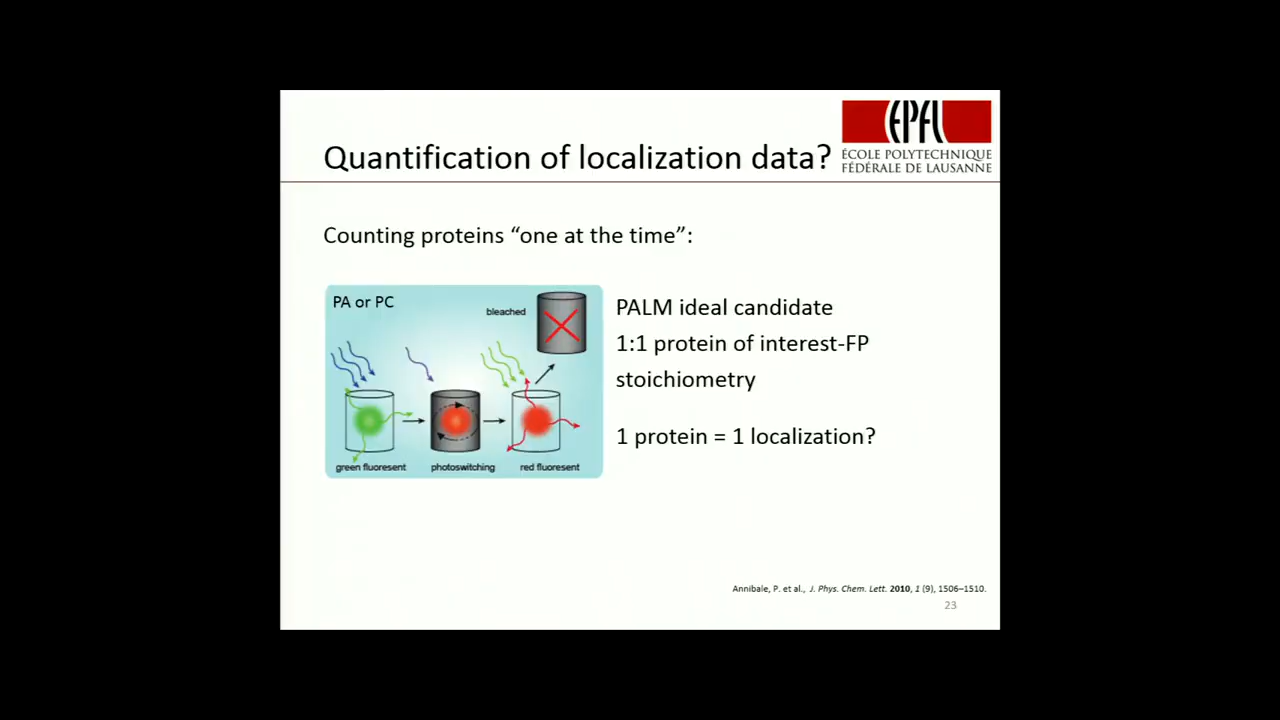 EPFL
ÉCOLE POLYTECHNIQUE
FÉDÉRALE DE LAUSANNE
Quantification of localization data?
Counting proteins “one at the time”:
PA or PC
bleached
green fluoresent
photoswitching
red fluoresent
PALM ideal candidate
1:1 protein of interest-FP
stoichiometry
1 protein = 1 localization?
Annibale, P. et al., J. Phys. Chem. Lett. 2010, 1 (9), 1506–1510.
23